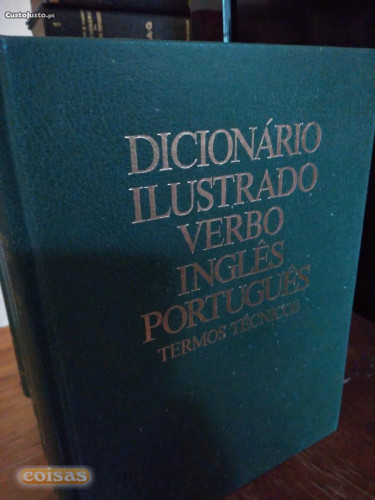 CustoJusto.pt
DICIONÁRIO
ILUSTRADO
VERBO
INGLÊS
PORTUGUÊS
TERMOS TÉCNICOS
coisas